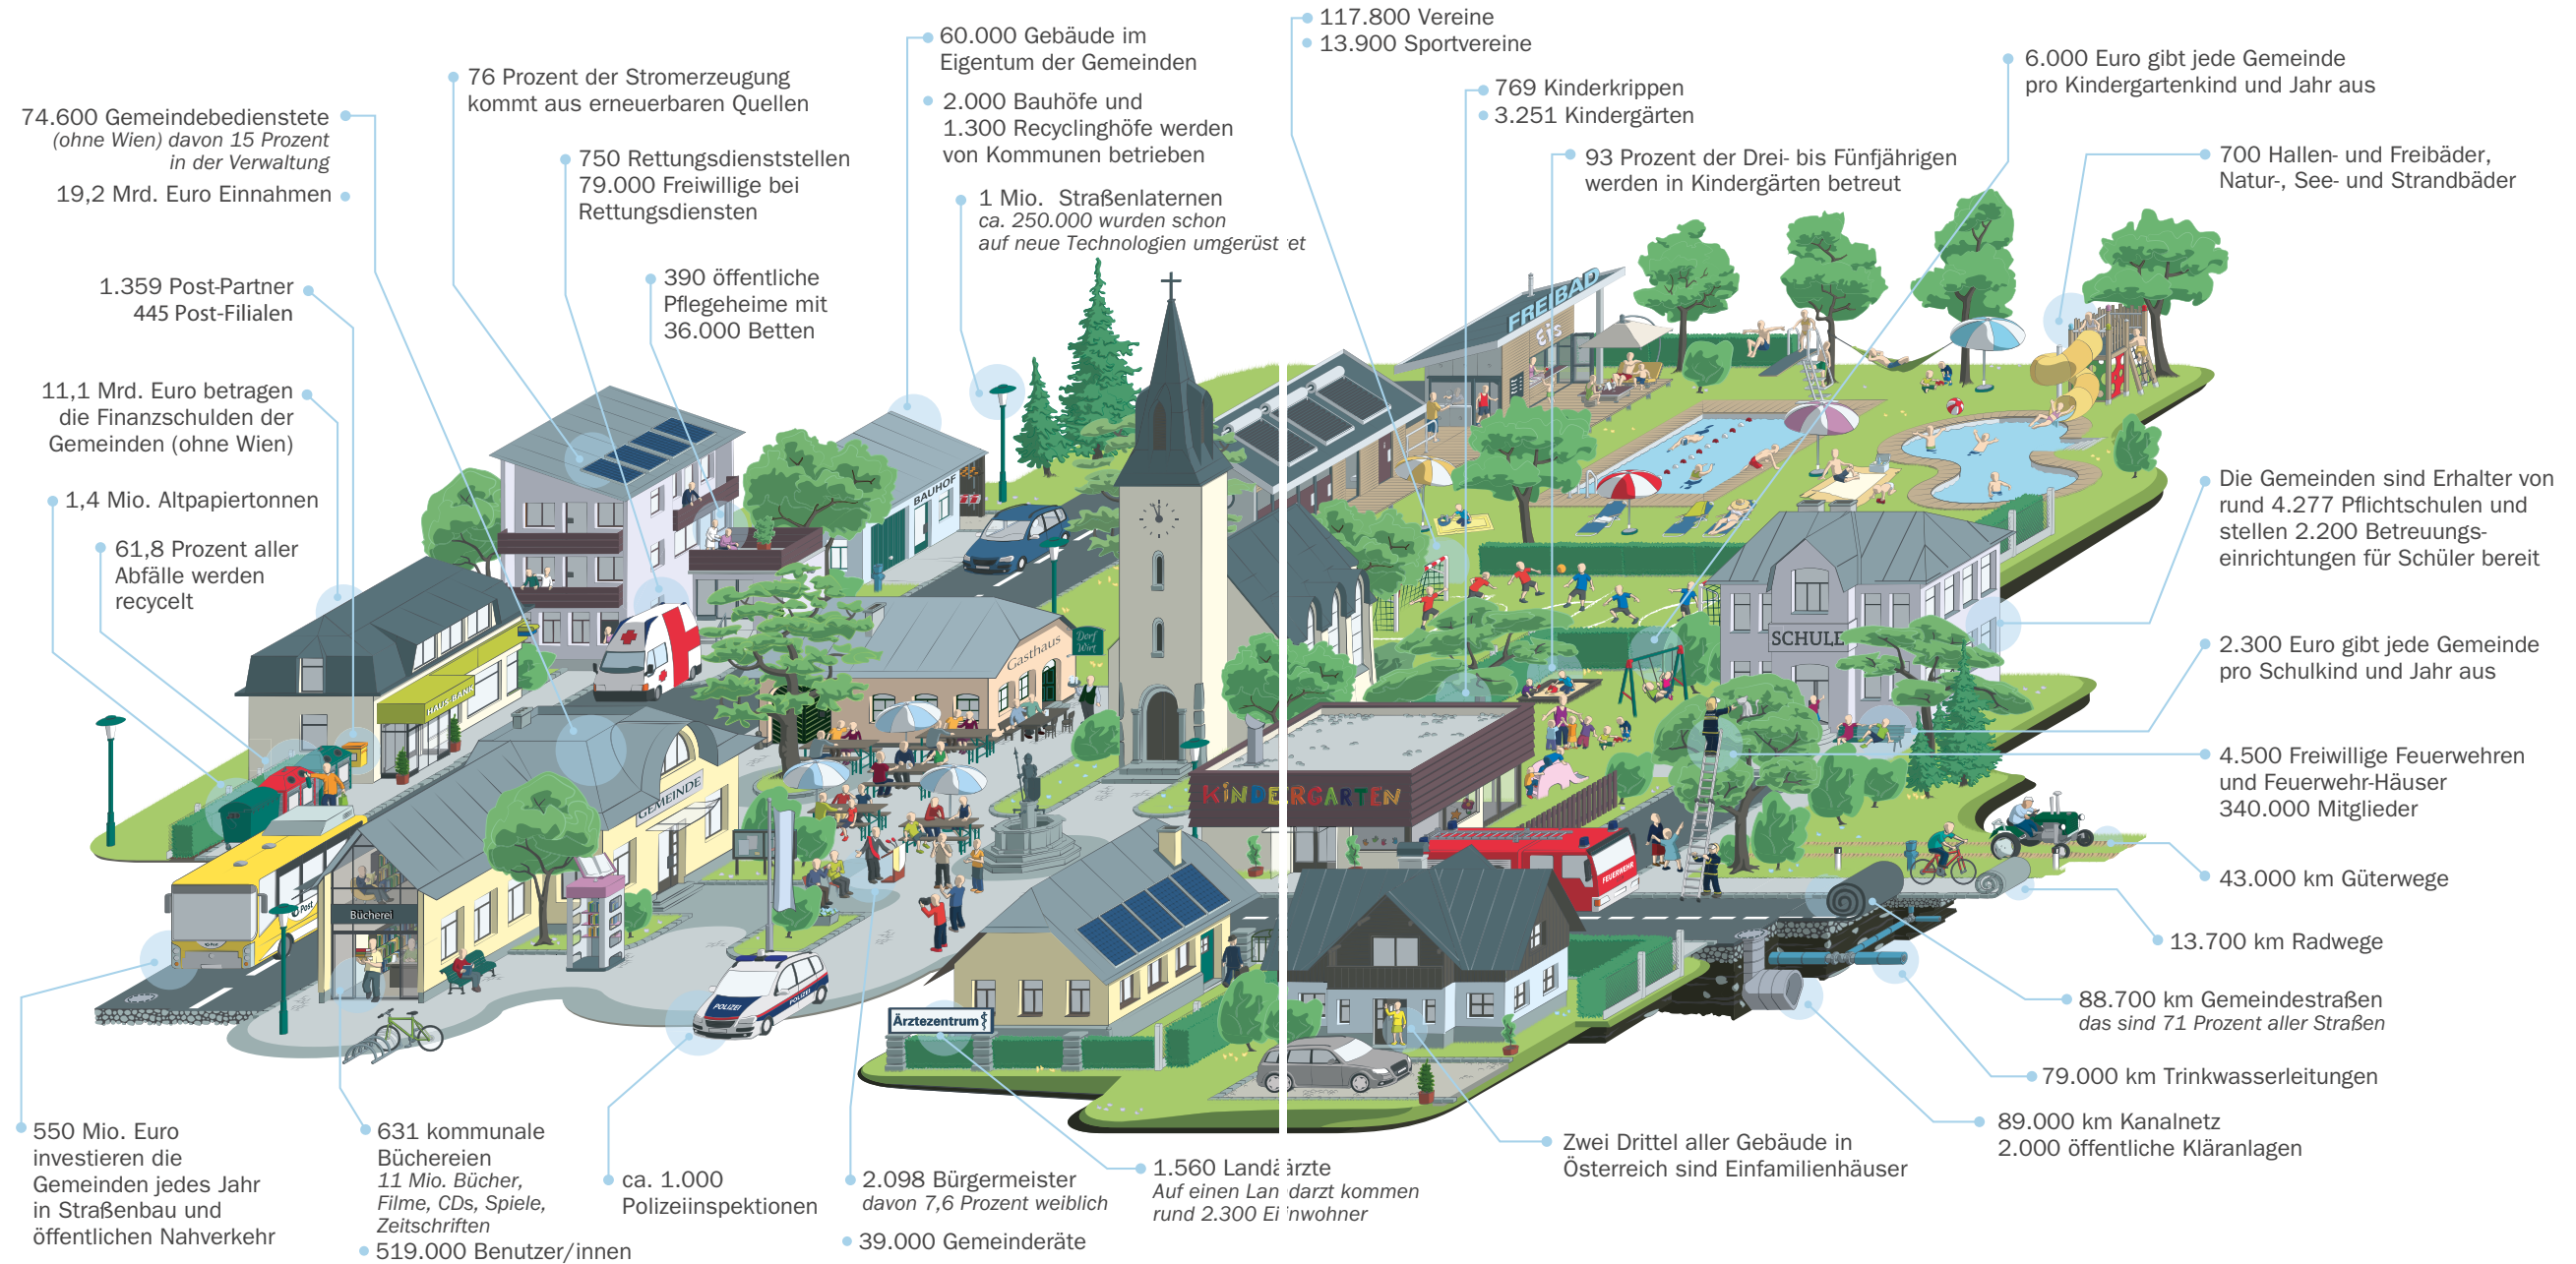 117.800 Vereine
13.900 Sportvereine
60.000 Gebäude im
Eigentum der Gemeinden
2.000 Bauhöfe und
1.300 Recyclinghöfe werden
von Kommunen betrieben
76 Prozent der Stromerzeugung
kommt aus erneuerbaren Quellen
74.600 Gemeindebedienstete
(ohne Wien) davon 15 Prozent
in der Verwaltung
19,2 Mrd. Euro Einnahmen
750 Rettungsdienststellen
79.000 Freiwillige bei
Rettungsdiensten
1 Mio. Straßenlaternen
ca. 250.000 wurden schon
auf neue Technologien umgerüstet
769 Kinderkrippen
3.251 Kindergärten
93 Prozent der Drei- bis Fünfjährigen
werden in Kindergärten betreut
6.000 Euro gibt jede Gemeinde
pro Kindergartenkind und Jahr aus
700 Hallen- und Freibäder,
Natur-, See- und Strandbäder
1.359 Post-Partner
445 Post-Filialen
390 öffentliche
Pflegeheime mit
36.000 Betten
11,1 Mrd. Euro betragen
die Finanzschulden der
Gemeinden (ohne Wien)
1,4 Mio. Altpapiertonnen
61,8 Prozent aller
Abfälle werden
recycelt
FREIBAD
Eis
BAUHOF
Dorf
Wirt
Gasthaus
HAUS BANK
SCHULE
GEMEINDE
KINDERGARTEN
FEUERWEHR
Post
Bücherei
POLIZEI
POLIZEI
Ärztezentrum
Die Gemeinden sind Erhalter von
rund 4.277 Pflichtschulen und
stellen 2.200 Betreuungs-
einrichtungen für Schüler bereit
2.300 Euro gibt jede Gemeinde
pro Schulkind und Jahr aus
4.500 Freiwillige Feuerwehren
und Feuerwehr-Häuser
340.000 Mitglieder
43.000 km Güterwege
13.700 km Radwege
88.700 km Gemeindestraßen
das sind 71 Prozent aller Straßen
79.000 km Trinkwasserleitungen
89.000 km Kanalnetz
2.000 öffentliche Kläranlagen
550 Mio. Euro
investieren die
Gemeinden jedes Jahr
in Straßenbau und
öffentlichen Nahverkehr
631 kommunale
Büchereien
11 Mio. Bücher,
Filme, CDs, Spiele,
Zeitschriften
519.000 Benutzer/innen
ca. 1.000
Polizeiinspektionen
2.098 Bürgermeister
davon 7,6 Prozent weiblich
39.000 Gemeinderäte
1.560 Landärzte
Auf einen Landarzt kommen
rund 2.300 Einwohner
Zwei Drittel aller Gebäude in
Österreich sind Einfamilienhäuser